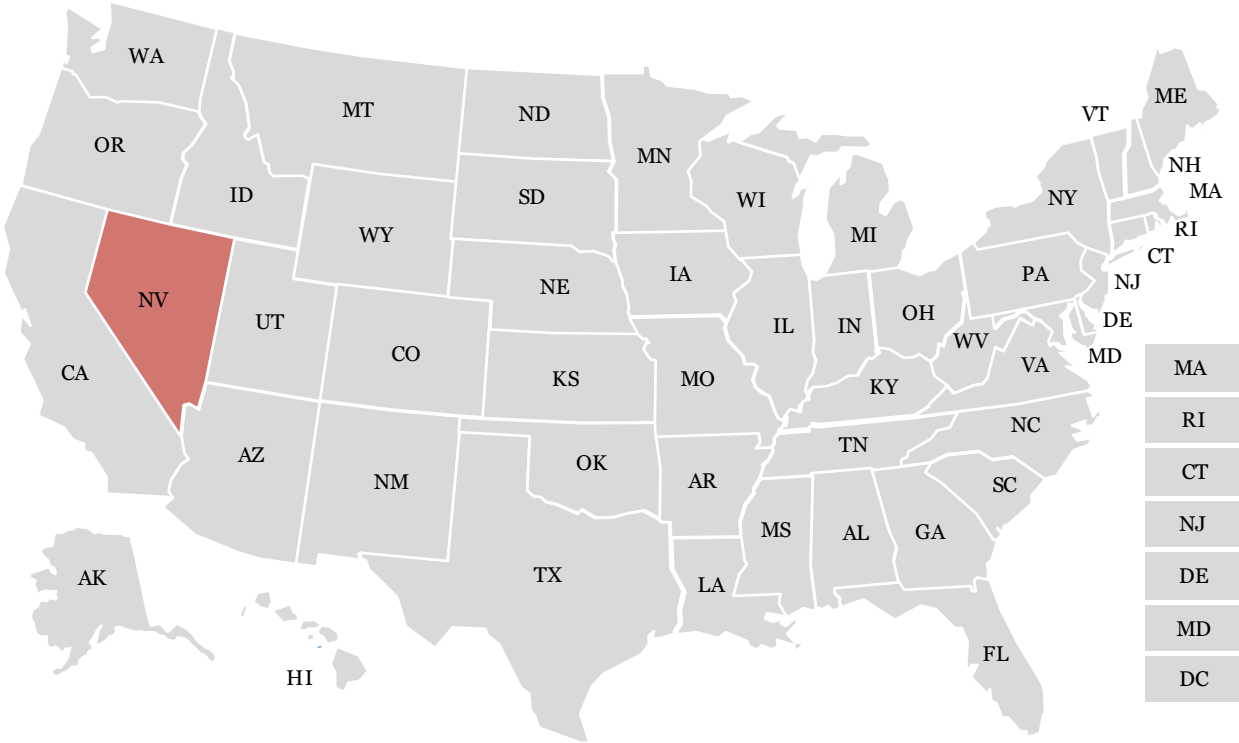 WA
MT
ND
MN
OR
ID
SD
WI
WY
MI
NY
VT
ME
NH
MA
RI
CT
NJ
DE
MD
PA
IA
NE
NV
UT
CO
CA
KS
MO
IL
IN
OH
WV
VA
KY
NC
TN
SC
AZ
NM
OK
AR
MS
AL
GA
TX
LA
FL
AK
HI
MA
RI
CT
NJ
DE
MD
DC